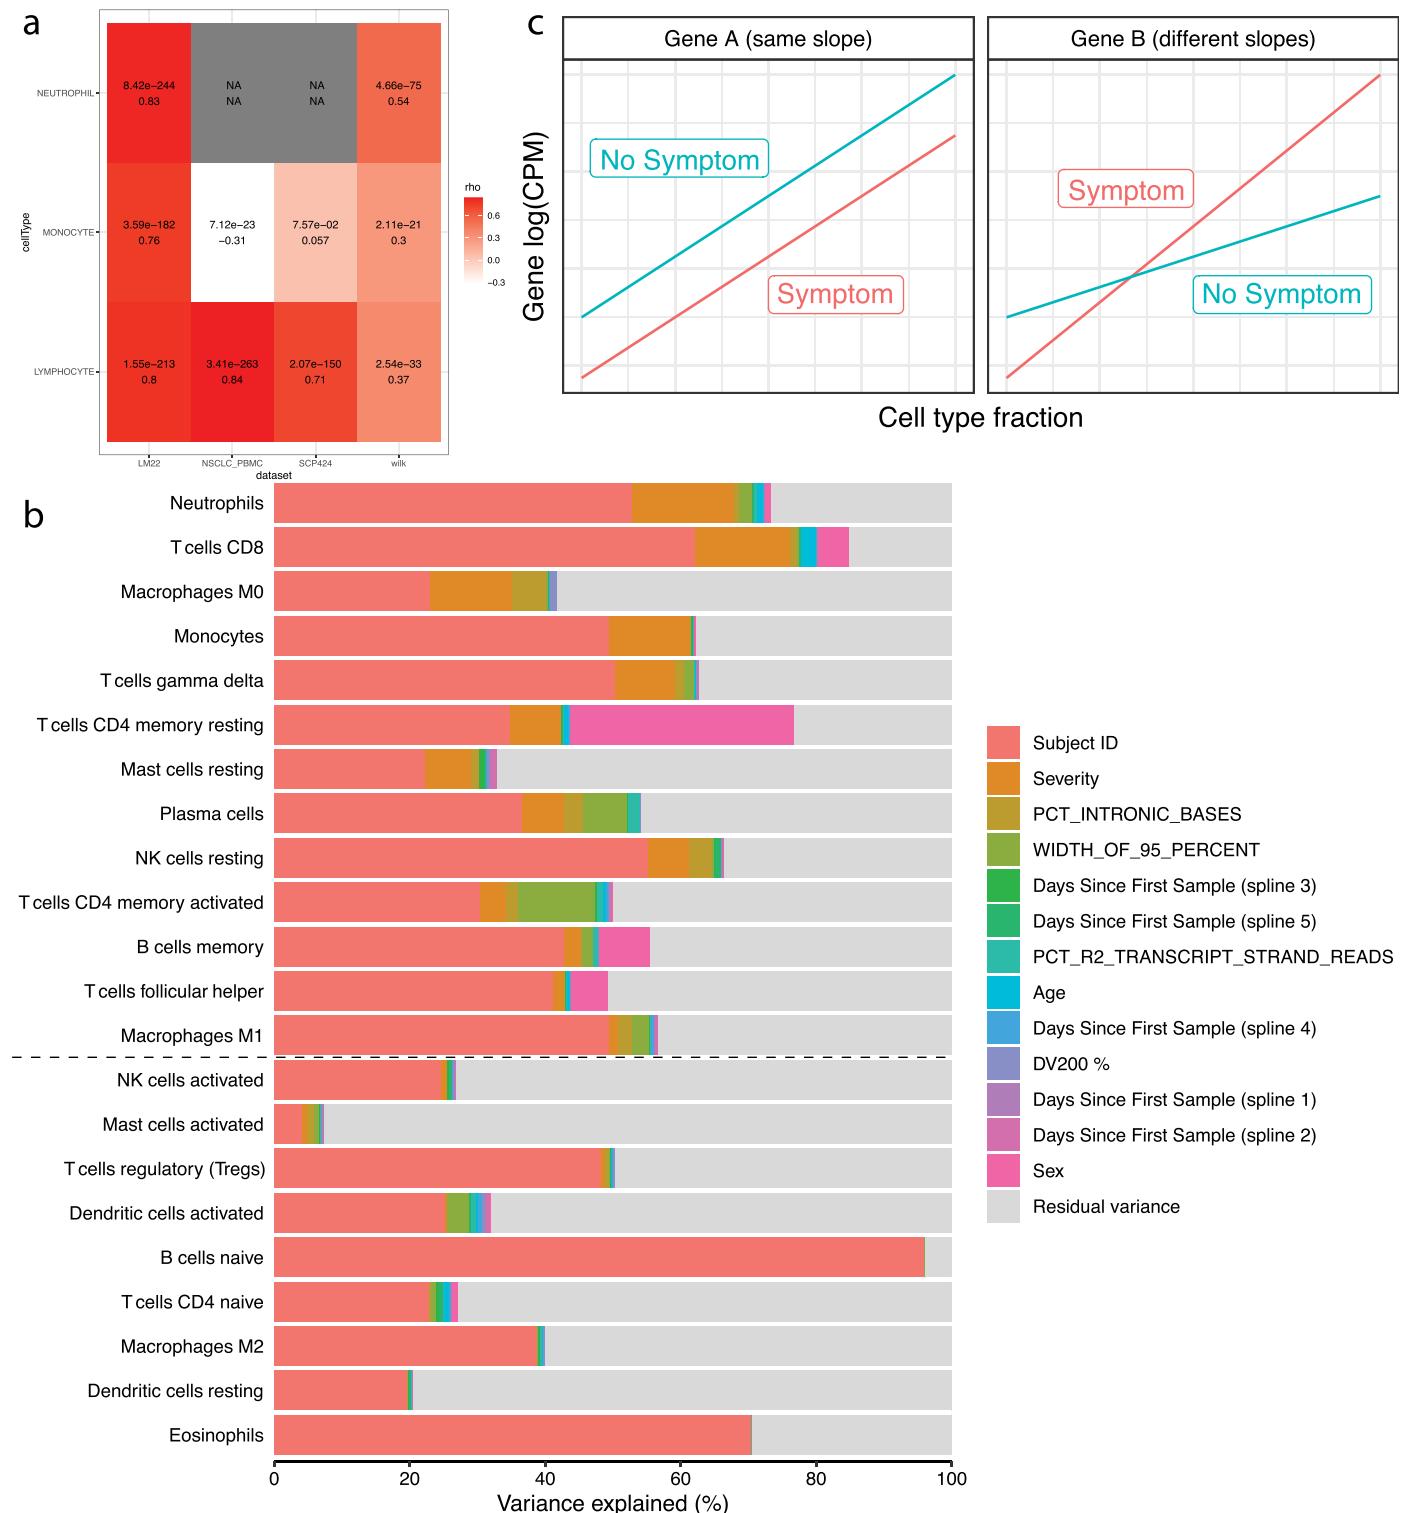 a
NEUTROPHIL
MONOCYTE
LYMPHOCYTE
cellType
8.42e−244
0.83
NA
NA
NA
NA
4.66e−75
0.54
3.59e−182
0.76
7.12e−23
−0.31
7.57e−02
0.057
2.11e−21
0.3
1.55e−213
0.8
3.41e−263
0.84
2.07e−150
0.71
2.54e−33
0.37
LM22
NSCLC_PBMC
SCP424
wilk
dataset
rho
0.6
0.3
0.0
−0.3
c
Gene A (same slope)
Gene B (different slopes)
Gene log(CPM)
No Symptom
Symptom
Symptom
No Symptom
Cell type fraction
b
Neutrophils
T cells CD8
Macrophages M0
Monocytes
T cells gamma delta
T cells CD4 memory resting
Mast cells resting
Plasma cells
NK cells resting
T cells CD4 memory activated
B cells memory
T cells follicular helper
Macrophages M1
NK cells activated
Mast cells activated
T cells regulatory (Tregs)
Dendritic cells activated
B cells naive
T cells CD4 naive
Macrophages M2
Dendritic cells resting
Eosinophils
0
20
40
60
80
100
Variance explained (%)
Subject ID
Severity
PCT_INTRONIC_BASES
WIDTH_OF_95_PERCENT
Days Since First Sample (spline 3)
Days Since First Sample (spline 5)
PCT_R2_TRANSCRIPT_STRAND_READS
Age
Days Since First Sample (spline 4)
DV200 %
Days Since First Sample (spline 1)
Days Since First Sample (spline 2)
Sex
Residual variance